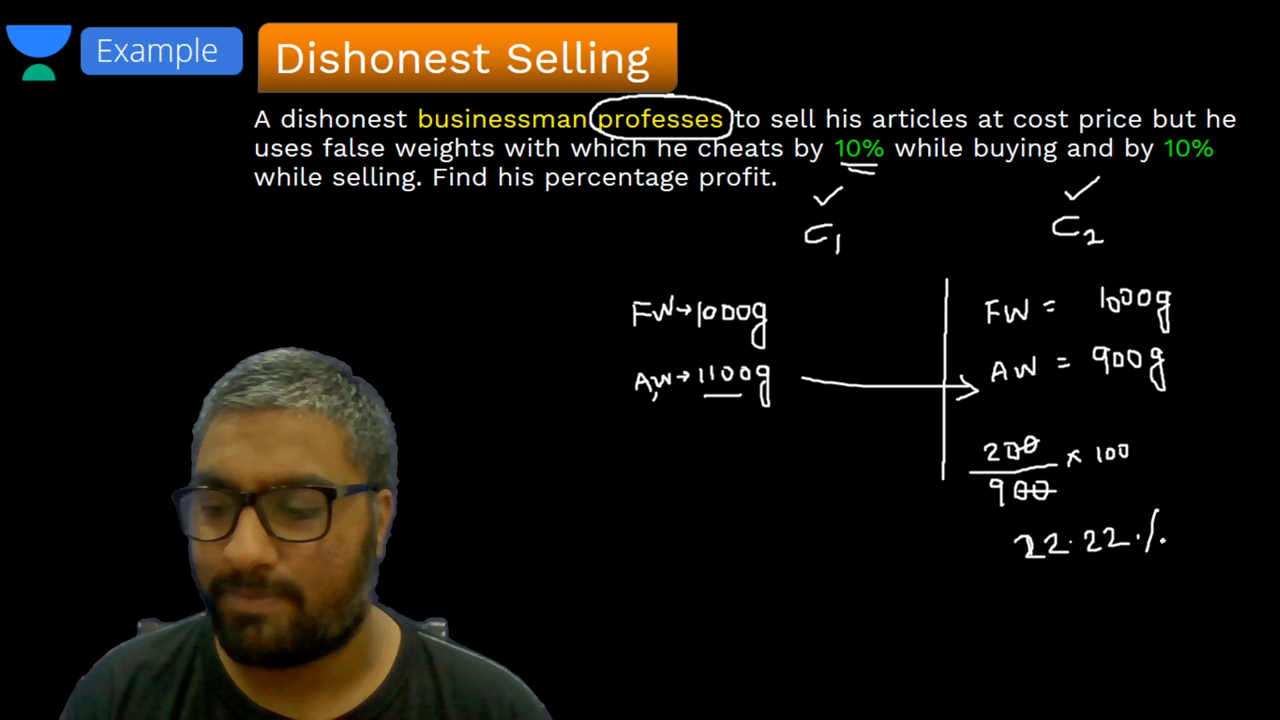 Example
Dishonest Selling
A dishonest businessman professes to sell his articles at cost price but he
uses false weights with which he cheats by 10% while buying and by 10%
while selling. Find his percentage profit.
C1
C2
FW→1000g
AW→1100g
FW = 1000g
AW = 900g
200
900
× 100
22.22%